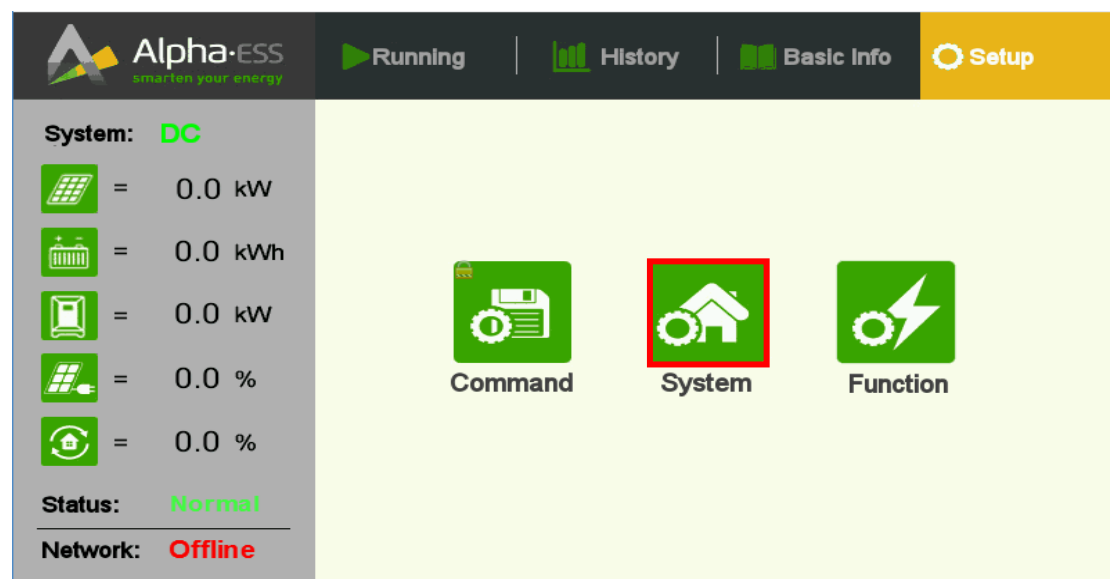 Alpha·ESS
smarten your energy
Running
HIstory
Basic Info
Setup
System: DC
= 0.0 kW
= 0.0 kWh
= 0.0 kW
= 0.0 %
= 0.0 %
Status: Normal
Network: Offline
Command
System
Function